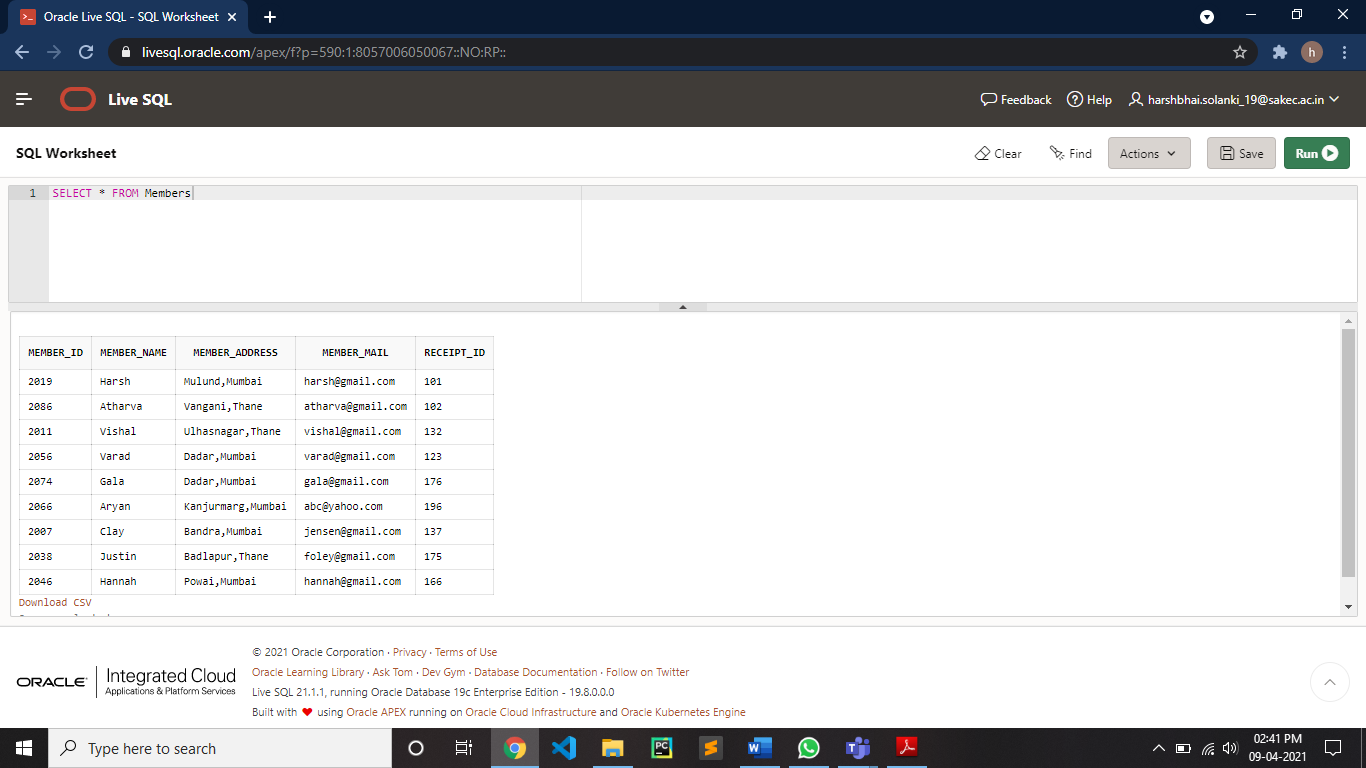 Oracle Live SQL - SQL Worksheet
livesql.oracle.com/apex/f?p=590:1:8057006050067::NO:RP::
h
Live SQL
Feedback
Help
harshbhai.solanki_19@sakec.ac.in
SQL Worksheet
Clear
Find
Actions
Save
Run
1 SELECT * FROM Members
MEMBER_ID MEMBER_NAME MEMBER_ADDRESS MEMBER_MAIL RECEIPT_ID
2019 Harsh Mulund,Mumbai harsh@gmail.com 101
2086 Atharva Vangani,Thane atharva@gmail.com 102
2011 Vishal Ulhasnagar,Thane vishal@gmail.com 132
2056 Varad Dadar,Mumbai varad@gmail.com 123
2074 Gala Dadar,Mumbai gala@gmail.com 176
2066 Aryan Kanjurmarg,Mumbai abc@yahoo.com 196
2007 Clay Bandra,Mumbai jensen@gmail.com 137
2038 Justin Badlapur,Thane foley@gmail.com 175
2046 Hannah Powai,Mumbai hannah@gmail.com 166
Download CSV
ORACLE
Integrated Cloud
Applications & Platform Services
© 2021 Oracle Corporation · Privacy · Terms of Use
Oracle Learning Library · Ask Tom · Dev Gym · Database Documentation · Follow on Twitter
Live SQL 21.1.1, running Oracle Database 19c Enterprise Edition - 19.8.0.0.0
Built with ♥ using Oracle APEX running on Oracle Cloud Infrastructure and Oracle Kubernetes Engine
Type here to search
PC
W
02:41 PM
09-04-2021